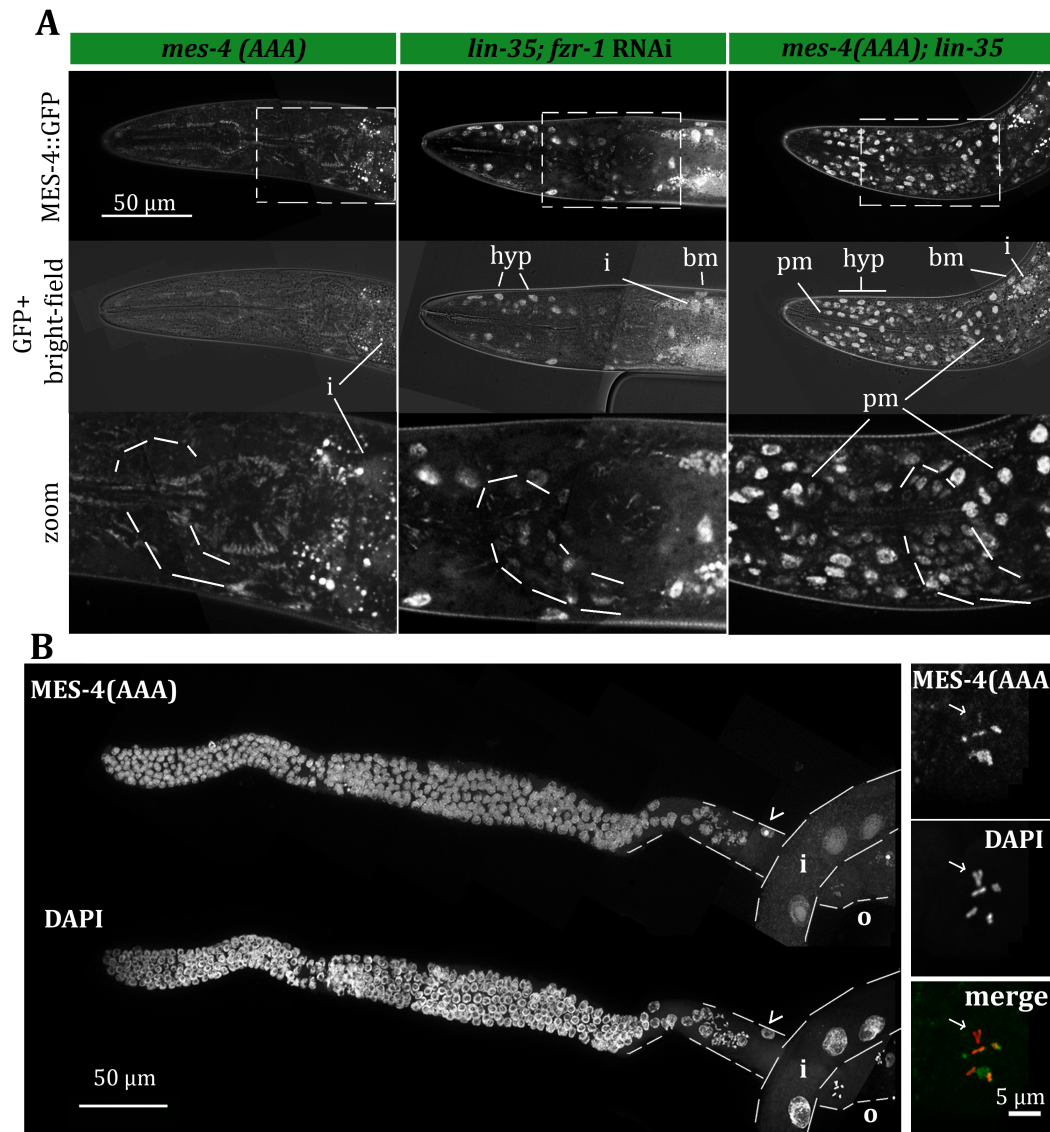 A
mes-4 (AAA)
lin-35; fzr-1 RNAi
mes-4(AAA); lin-35
MES-4::GFP
50 µm
GFP+
bright-field
hyp
i
bm
pm
hyp
bm
i
i
pm
zoom
B
MES-4(AAA)
MES-4(AAA
i
o
DAPI
DAPI
i
o
50 µm
merge
5 µm